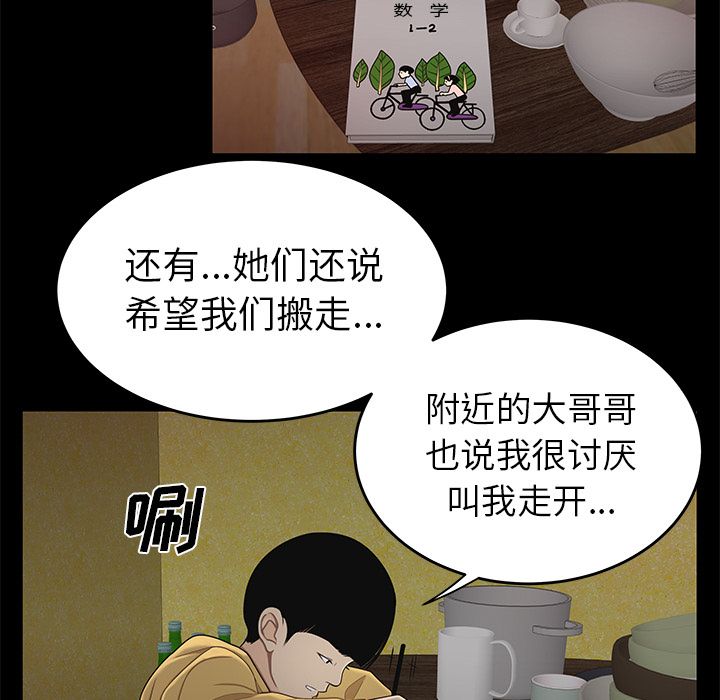 数 学
1-2
还有...她们还说
希望我们搬走...
附近的大哥哥
也说我很讨厌
叫我走开...
唰